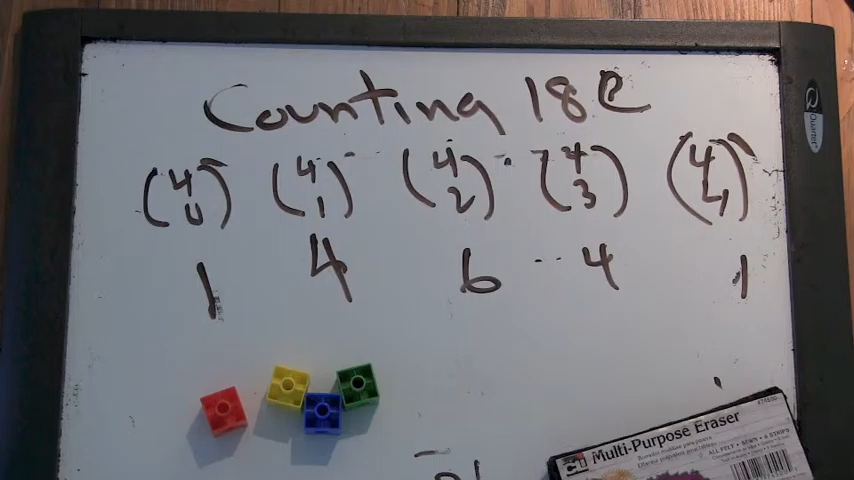 Counting 18C
(4 0) (4 1) (4 2) (4 3) (4 4)
1 4 6 4 1
Quartet
Multi-Purpose Eraser